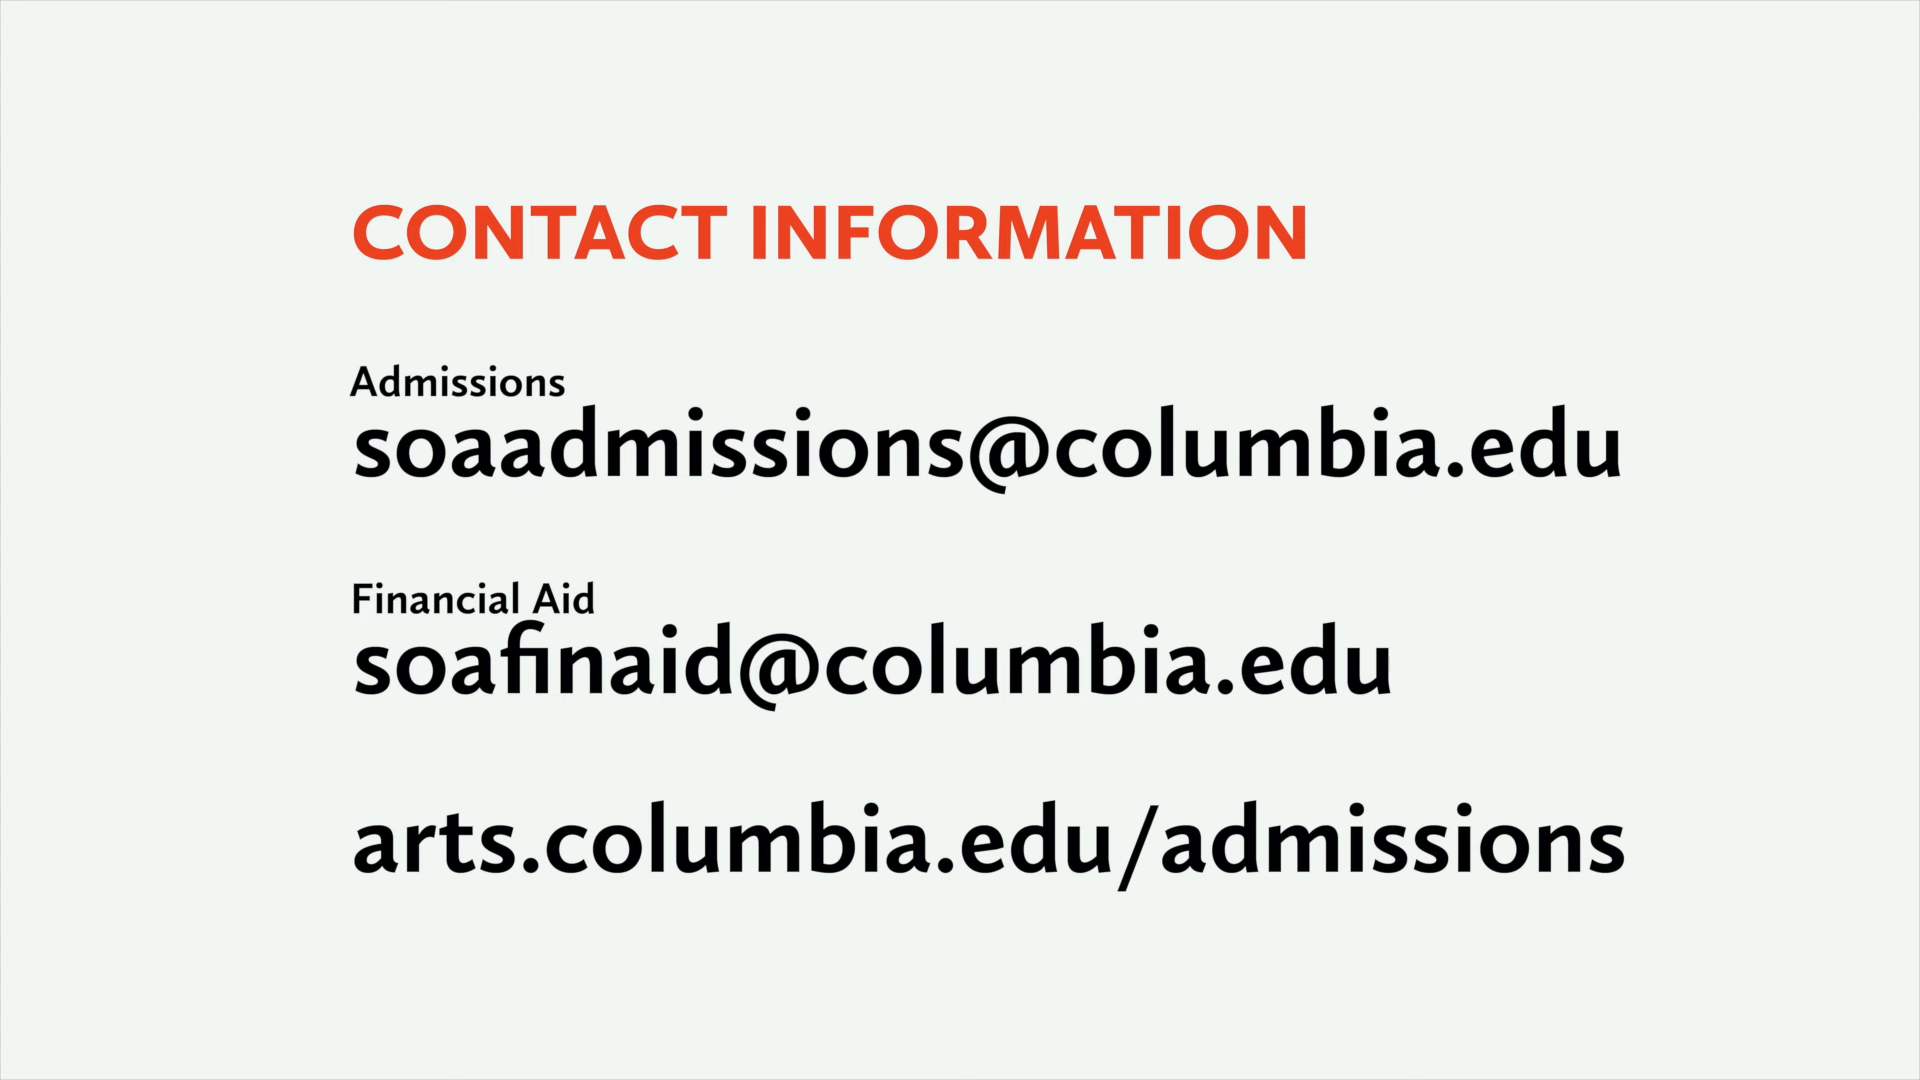 CONTACT INFORMATION
Admissions
soaadmissions@columbia.edu
Financial Aid
soafinaid@columbia.edu
arts.columbia.edu/admissions